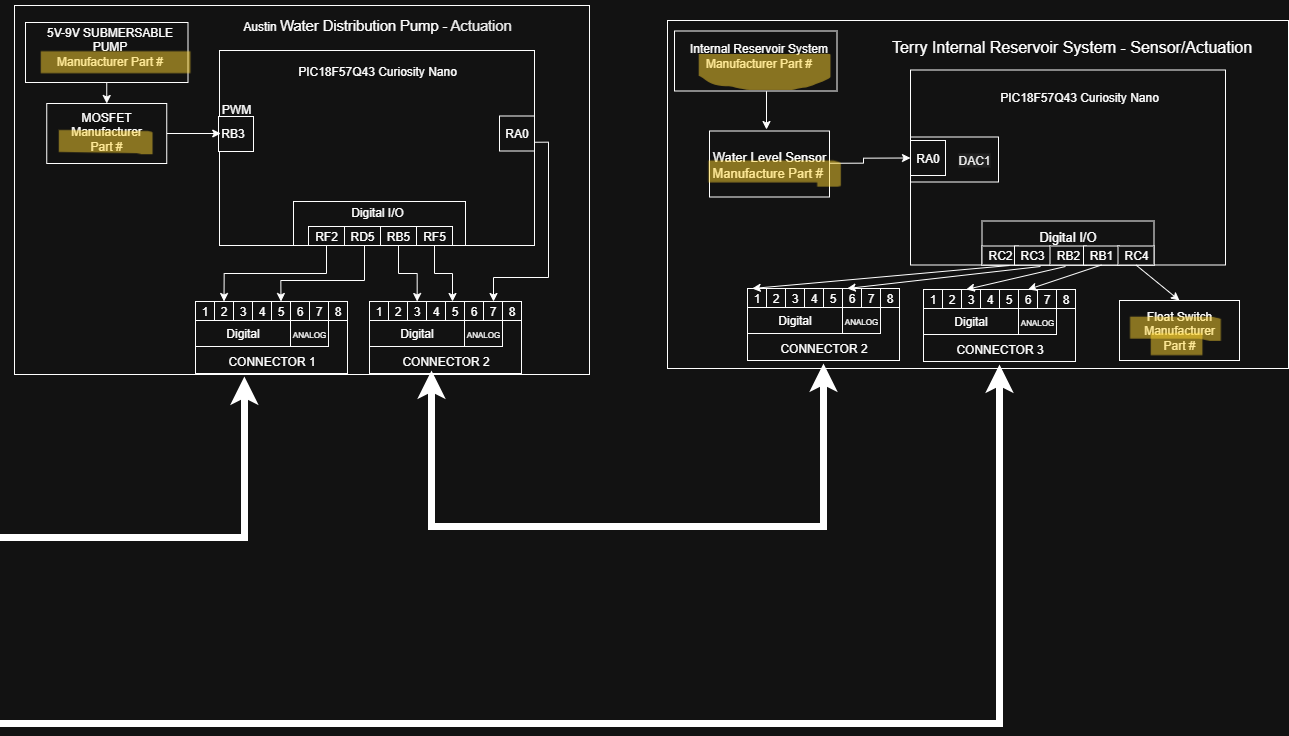 Austin Water Distribution Pump - Actuation
5V-9V SUBMERSABLE
PUMP
Manufacturer Part #
MOSFET
Manufacturer
Part #
PIC18F57Q43 Curiosity Nano
PWM
RB3
RA0
Digital I/O
RF2 RD5 RB5 RF5
1 2 3 4 5 6 7 8
Digital ANALOG
CONNECTOR 1
1 2 3 4 5 6 7 8
Digital ANALOG
CONNECTOR 2
Terry Internal Reservoir System - Sensor/Actuation
Internal Reservoir System
Manufacturer Part #
Water Level Sensor
Manufacture Part #
PIC18F57Q43 Curiosity Nano
RA0 DAC1
Digital I/O
RC2 RC3 RB2 RB1 RC4
1 2 3 4 5 6 7 8
Digital ANALOG
CONNECTOR 2
1 2 3 4 5 6 7 8
Digital ANALOG
CONNECTOR 3
Float Switch
Manufacturer
Part #